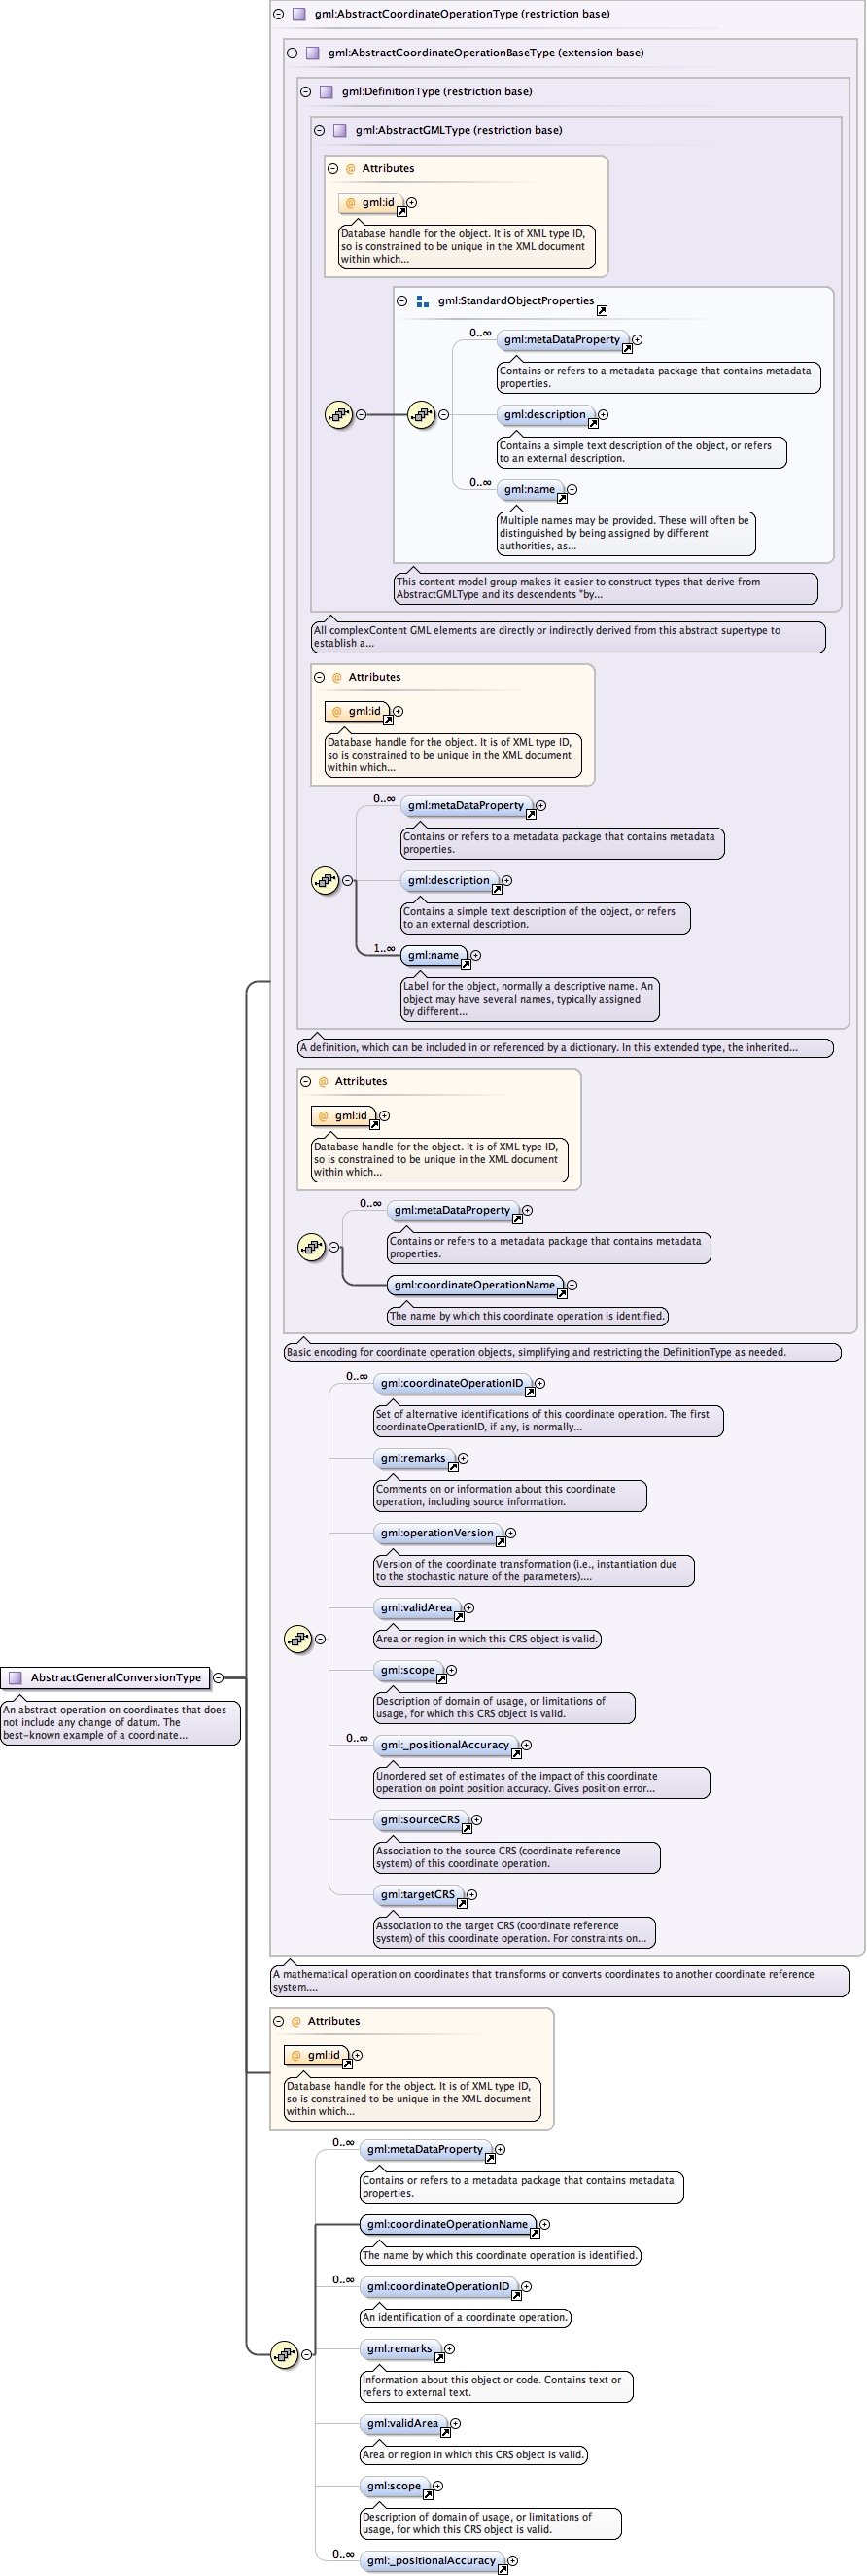 gml:AbstractCoordinateOperationType (restriction base)
gml:AbstractCoordinateOperationBaseType (extension base)
gml:DefinitionType (restriction base)
gml:AbstractGMLType (restriction base)
@ Attributes
@ gml:id
Database handle for the object. It is of XML type ID,
so is constrained to be unique in the XML document
within which...
gml:StandardObjectProperties
0..∞
gml:metaDataProperty
Contains or refers to a metadata package that contains metadata
properties.
gml:description
Contains a simple text description of the object, or refers
to an external description.
0..∞
gml:name
Multiple names may be provided. These will often be
distinguished by being assigned by different
authorities, as...
This content model group makes it easier to construct types that derive from
AbstractGMLType and its descendents "by...
All complexContent GML elements are directly or indirectly derived from this abstract supertype to
establish a...
@ Attributes
@ gml:id
Database handle for the object. It is of XML type ID,
so is constrained to be unique in the XML document
within which...
0..∞
gml:metaDataProperty
Contains or refers to a metadata package that contains metadata
properties.
gml:description
Contains a simple text description of the object, or refers
to an external description.
1..∞
gml:name
Label for the object, normally a descriptive name. An
object may have several names, typically assigned
by different...
A definition, which can be included in or referenced by a dictionary. In this extended type, the inherited...
@ Attributes
@ gml:id
Database handle for the object. It is of XML type ID,
so is constrained to be unique in the XML document
within which...
0..∞
gml:metaDataProperty
Contains or refers to a metadata package that contains metadata
properties.
gml:coordinateOperationName
The name by which this coordinate operation is identified.
Basic encoding for coordinate operation objects, simplifying and restricting the DefinitionType as needed.
0..∞
gml:coordinateOperationID
Set of alternative identifications of this coordinate operation. The first
coordinateOperationID, if any, is normally...
gml:remarks
Comments on or information about this coordinate
operation, including source information.
gml:operationVersion
Version of the coordinate transformation (i.e., instantiation due
to the stochastic nature of the parameters)....
gml:validArea
Area or region in which this CRS object is valid.
gml:scope
Description of domain of usage, or limitations of
usage, for which this CRS object is valid.
0..∞
gml:_positionalAccuracy
Unordered set of estimates of the impact of this coordinate
operation on point position accuracy. Gives position error...
gml:sourceCRS
Association to the source CRS (coordinate reference
system) of this coordinate operation.
gml:targetCRS
Association to the target CRS (coordinate reference
system) of this coordinate operation. For constraints on...
AbstractGeneralConversionType
An abstract operation on coordinates that does
not include any change of datum. The
best-known example of a coordinate...
A mathematical operation on coordinates that transforms or converts coordinates to another coordinate reference
system....
@ Attributes
@ gml:id
Database handle for the object. It is of XML type ID,
so is constrained to be unique in the XML document
within which...
0..∞
gml:metaDataProperty
Contains or refers to a metadata package that contains metadata
properties.
gml:coordinateOperationName
The name by which this coordinate operation is identified.
0..∞
gml:coordinateOperationID
An identification of a coordinate operation.
gml:remarks
Information about this object or code. Contains text or
refers to external text.
gml:validArea
Area or region in which this CRS object is valid.
gml:scope
Description of domain of usage, or limitations of
usage, for which this CRS object is valid.
0..∞
gml:_positionalAccuracy